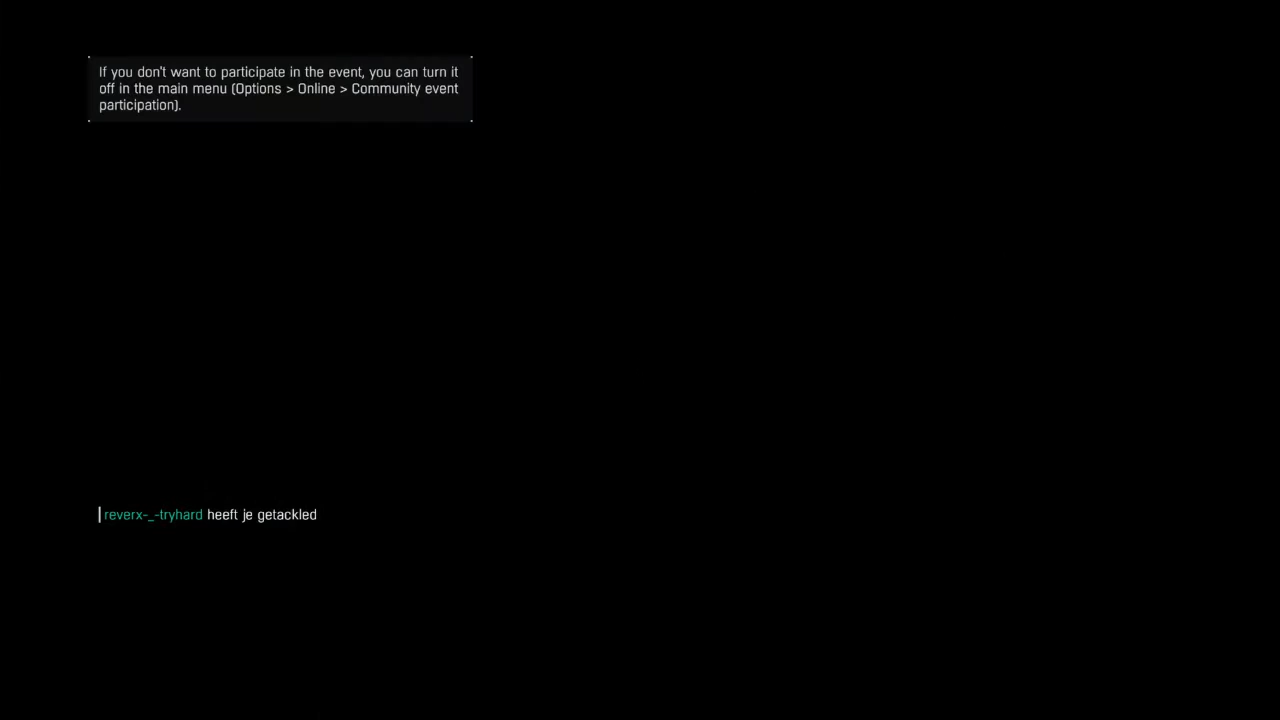 If you don't want to participate in the event, you can turn it
off in the main menu (Options > Online > Community event
participation).
reverx-_-tryhard heeft je getackled